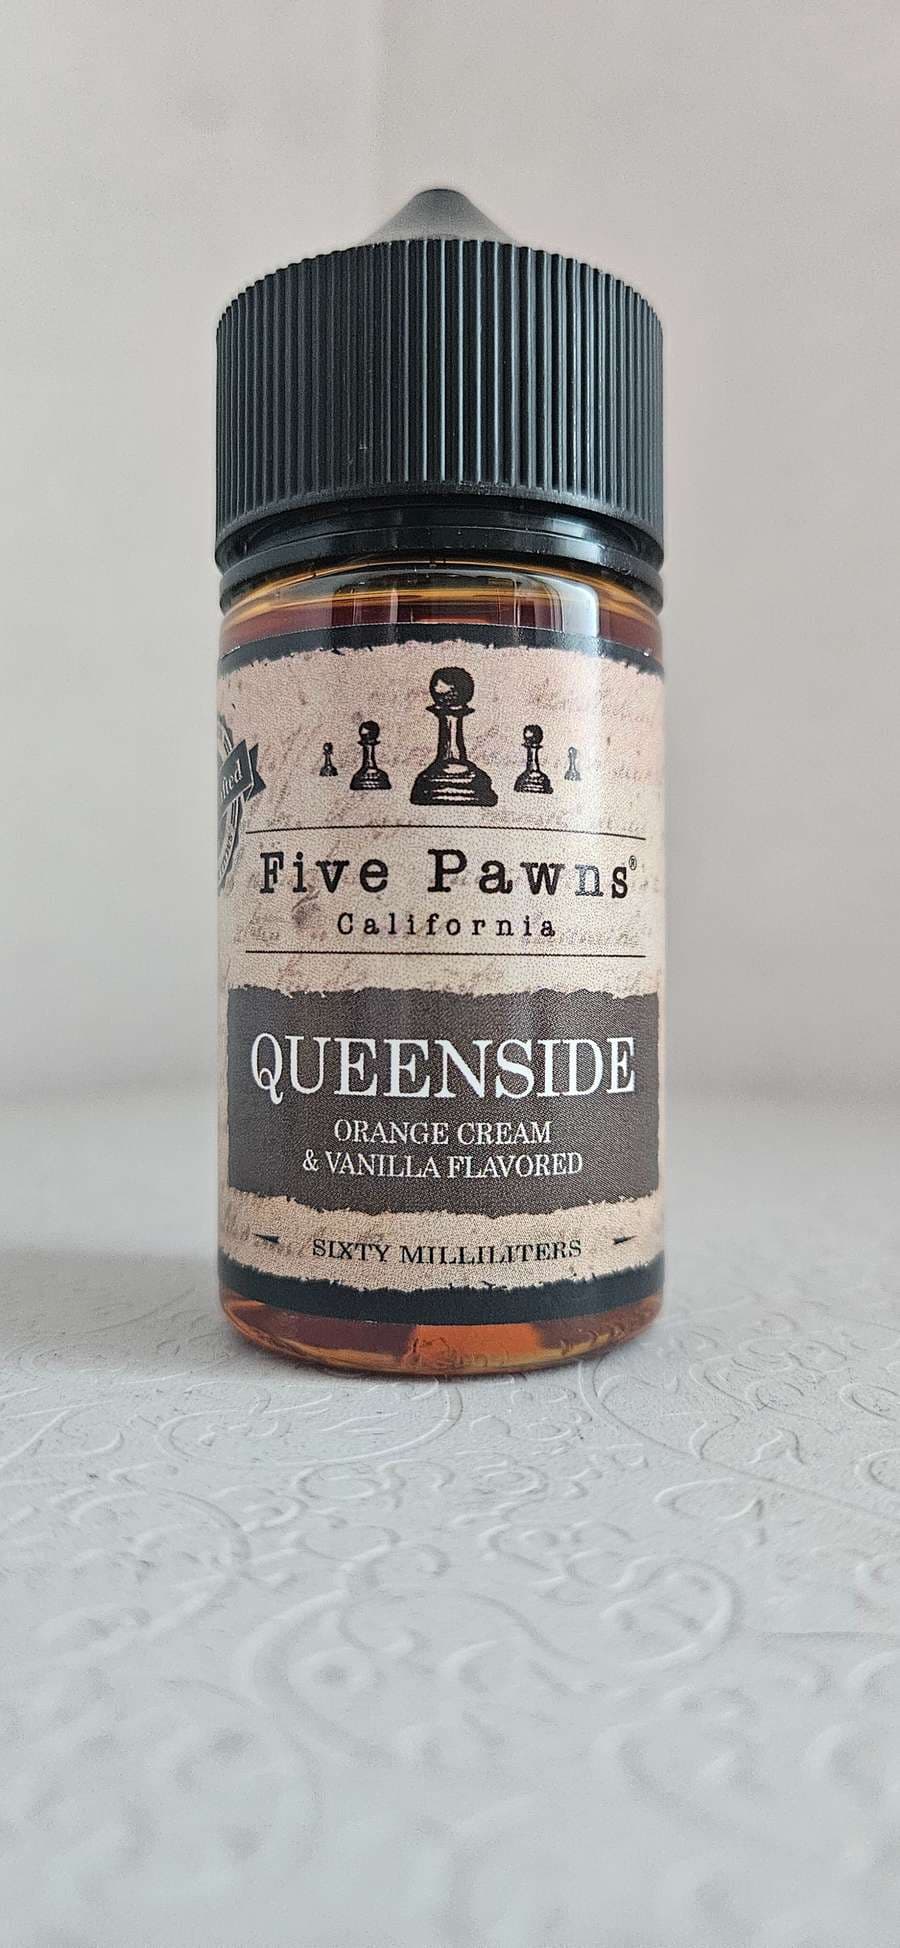 Five Pawns®
California
QUEENSIDE
ORANGE CREAM
& VANILLA FLAVORED
SIXTY MILLILITERS